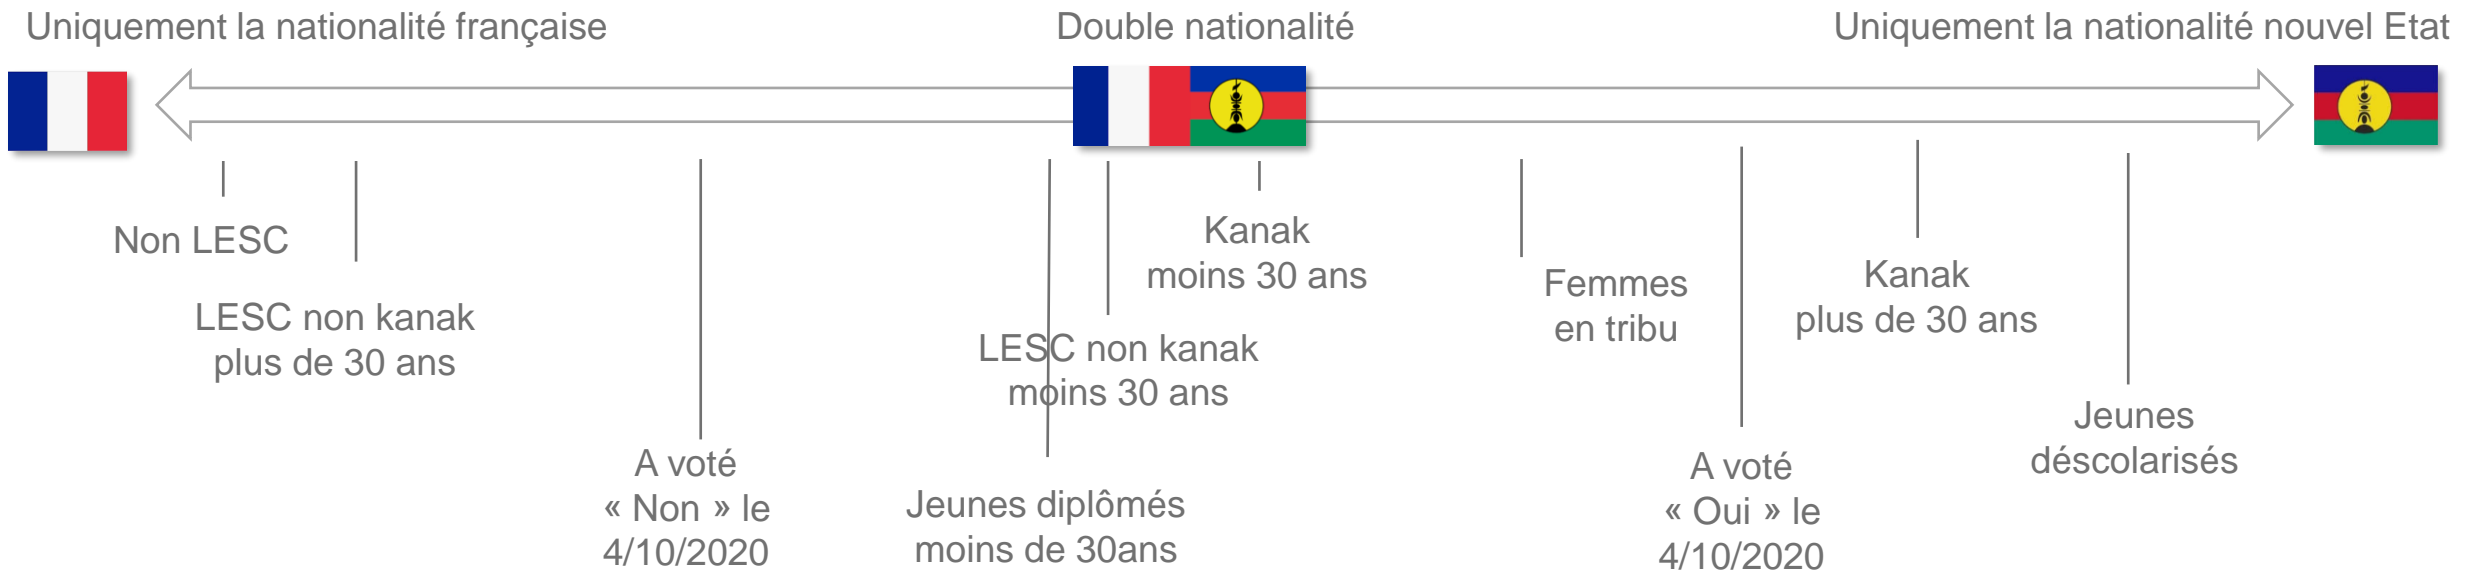 Uniquement la nationalité française
Double nationalité
Uniquement la nationalité nouvel Etat
Non LESC
LESC non kanak
plus de 30 ans
A voté
« Non » le
4/10/2020
Jeunes diplômés
moins de 30ans
LESC non kanak
moins 30 ans
Kanak
moins 30 ans
Femmes
en tribu
A voté
« Oui » le
4/10/2020
Kanak
plus de 30 ans
Jeunes
déscolarisés